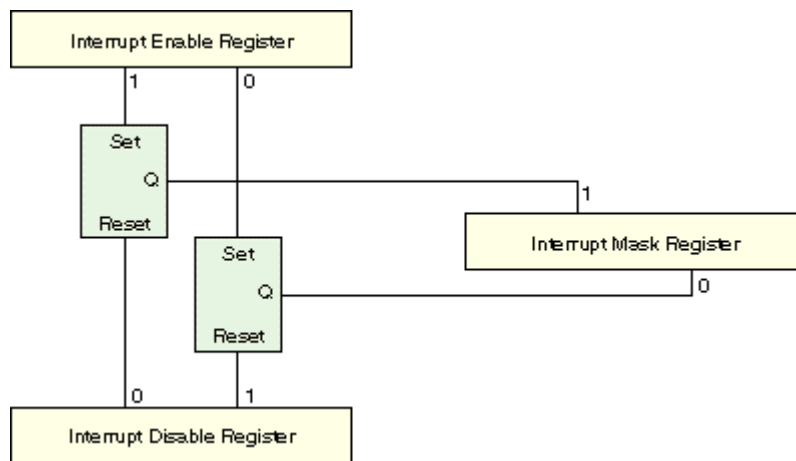 Interrupt Enable Register
1
0
Set
Q
1
Reset
Interrupt Mask Register
Set
Q
0
Reset
0
1
Interrupt Disable Register